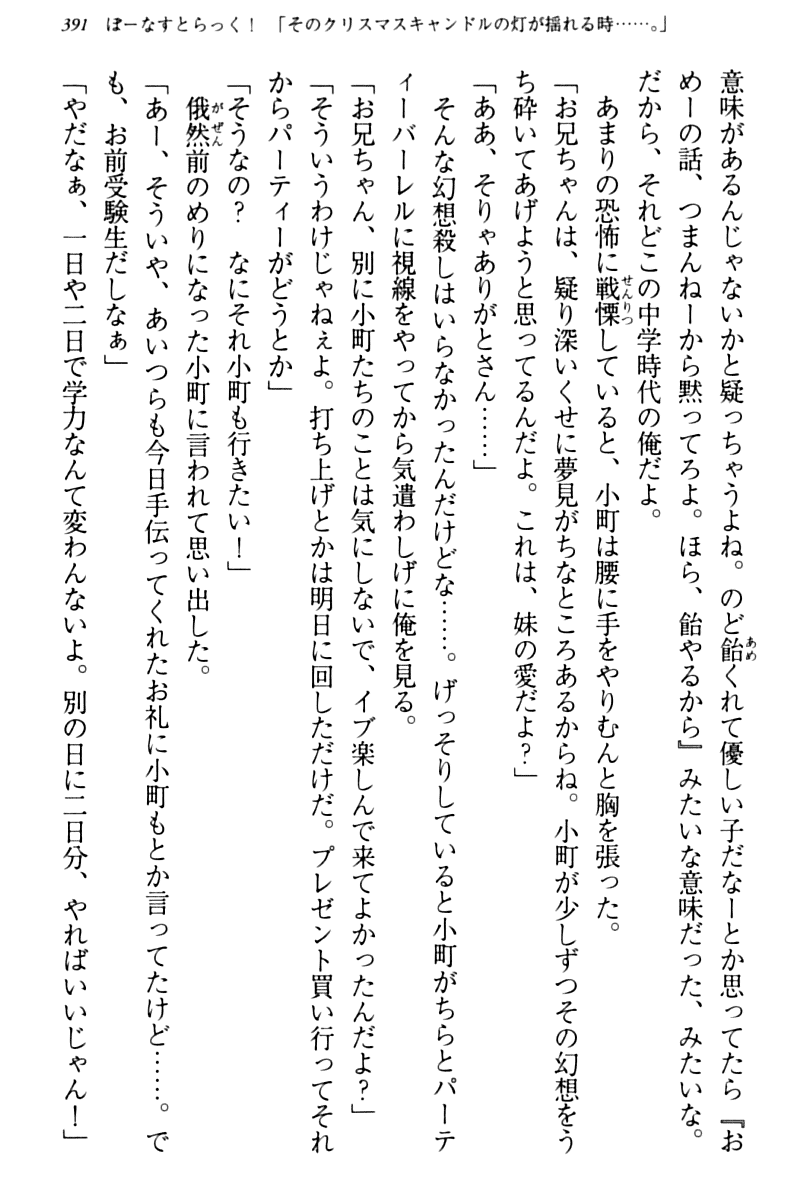 391 ぼーなすとらっく！ 「そのクリスマスキャンドルの灯が揺れる時……。」
意味があるんじゃないかと疑っちゃうよね。のど飴くれて優しい子だなーとか思ってたら『お
めーの話、つまんねーから黙ってろよ。ほら、飴やるから』みたいな意味だった、みたいな。
だから、それどこの中学時代の俺だよ。
あまりの恐怖に戦慄していると、小町は腰に手をやりむんと胸を張った。
「お兄ちゃんは、疑り深いくせに夢見がちなところあるからね。小町が少しずつその幻想をう
ち砕いてあげようと思ってるんだよ。これは、妹の愛だよ？」
「ああ、そりゃありがとさん……」
そんな幻想殺しはいらなかったんだけどな……。げっそりしていると小町がちらとパーテ
ィーバーレルに視線をやってから気遣わしげに俺を見る。
「お兄ちゃん、別に小町たちのことは気にしないで、イブ楽しんで来てよかったんだよ？」
「そういうわけじゃねぇよ。打ち上げとかは明日に回しただけだ。プレゼント買い行ってそれ
からパーティーがどうとか」
「そうなの？　なにそれ小町も行きたい！」
俄然前のめりになった小町に言われて思い出した。
「あー、そういや、あいつらも今日手伝ってくれたお礼に小町もとか言ってたけど……。で
も、お前受験生だしなぁ」
「やだなぁ、一日や二日で学力なんて変わんないよ。別の日に二日分、やればいいじゃん！」